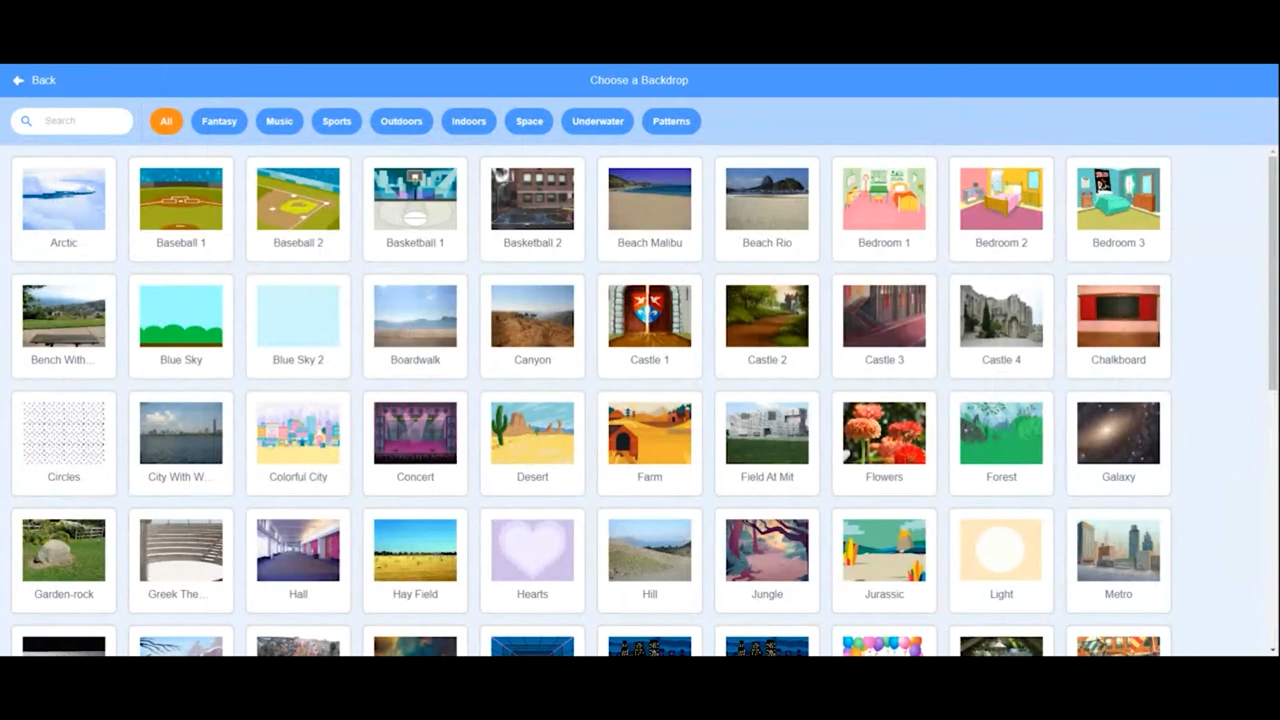 Back
Choose a Backdrop
Search
All Fantasy Music Sports Outdoors Indoors Space Underwater Patterns
Arctic Baseball 1 Baseball 2 Basketball 1 Basketball 2 Beach Malibu Beach Rio Bedroom 1 Bedroom 2 Bedroom 3
Bench With... Blue Sky Blue Sky 2 Boardwalk Canyon Castle 1 Castle 2 Castle 3 Castle 4 Chalkboard
Circles City With W... Colorful City Concert Desert Farm Field At Mit Flowers Forest Galaxy
Garden-rock Greek The... Hall Hay Field Hearts Hill Jungle Jurassic Light Metro